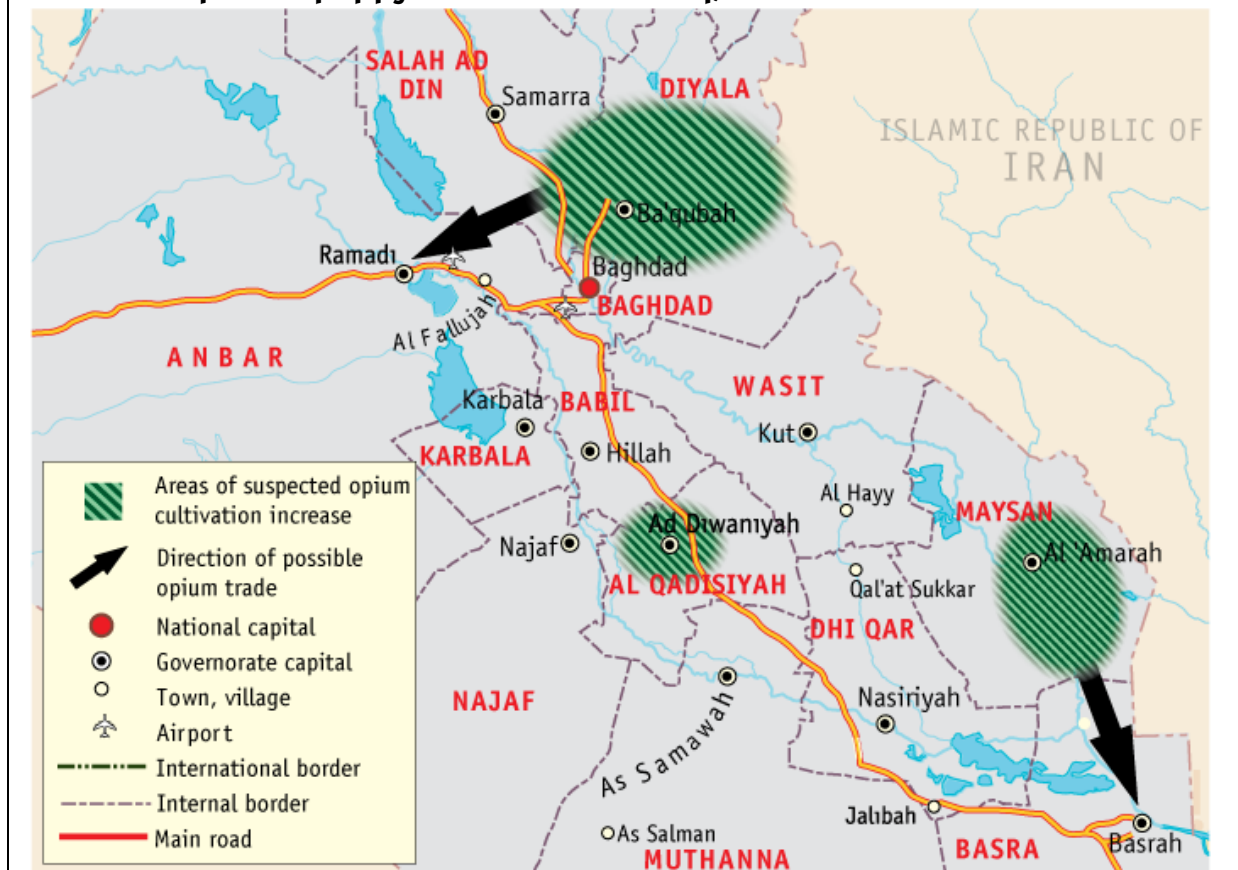 SALAH AD
DIN
DIYALA
Samarra
ISLAMIC REPUBLIC OF
IRAN
Ba'qubah
Ramadi
Baghdad
BAGHDAD
Al Fallujah
ANBAR
WASIT
Karbala
BABIL
Kut
KARBALA
Hillah
Al Hayy
MAYSAN
Ad Diwaniyah
Najaf
Al 'Amarah
AL QADISIYAH
Qal'at Sukkar
DHI QAR
NAJAF
Nasiriyah
As Samawah
Jalibah
As Salman
MUTHANNA
BASRA
Basrah
Areas of suspected opium
cultivation increase
Direction of possible
opium trade
National capital
Governorate capital
Town, village
Airport
International border
Internal border
Main road